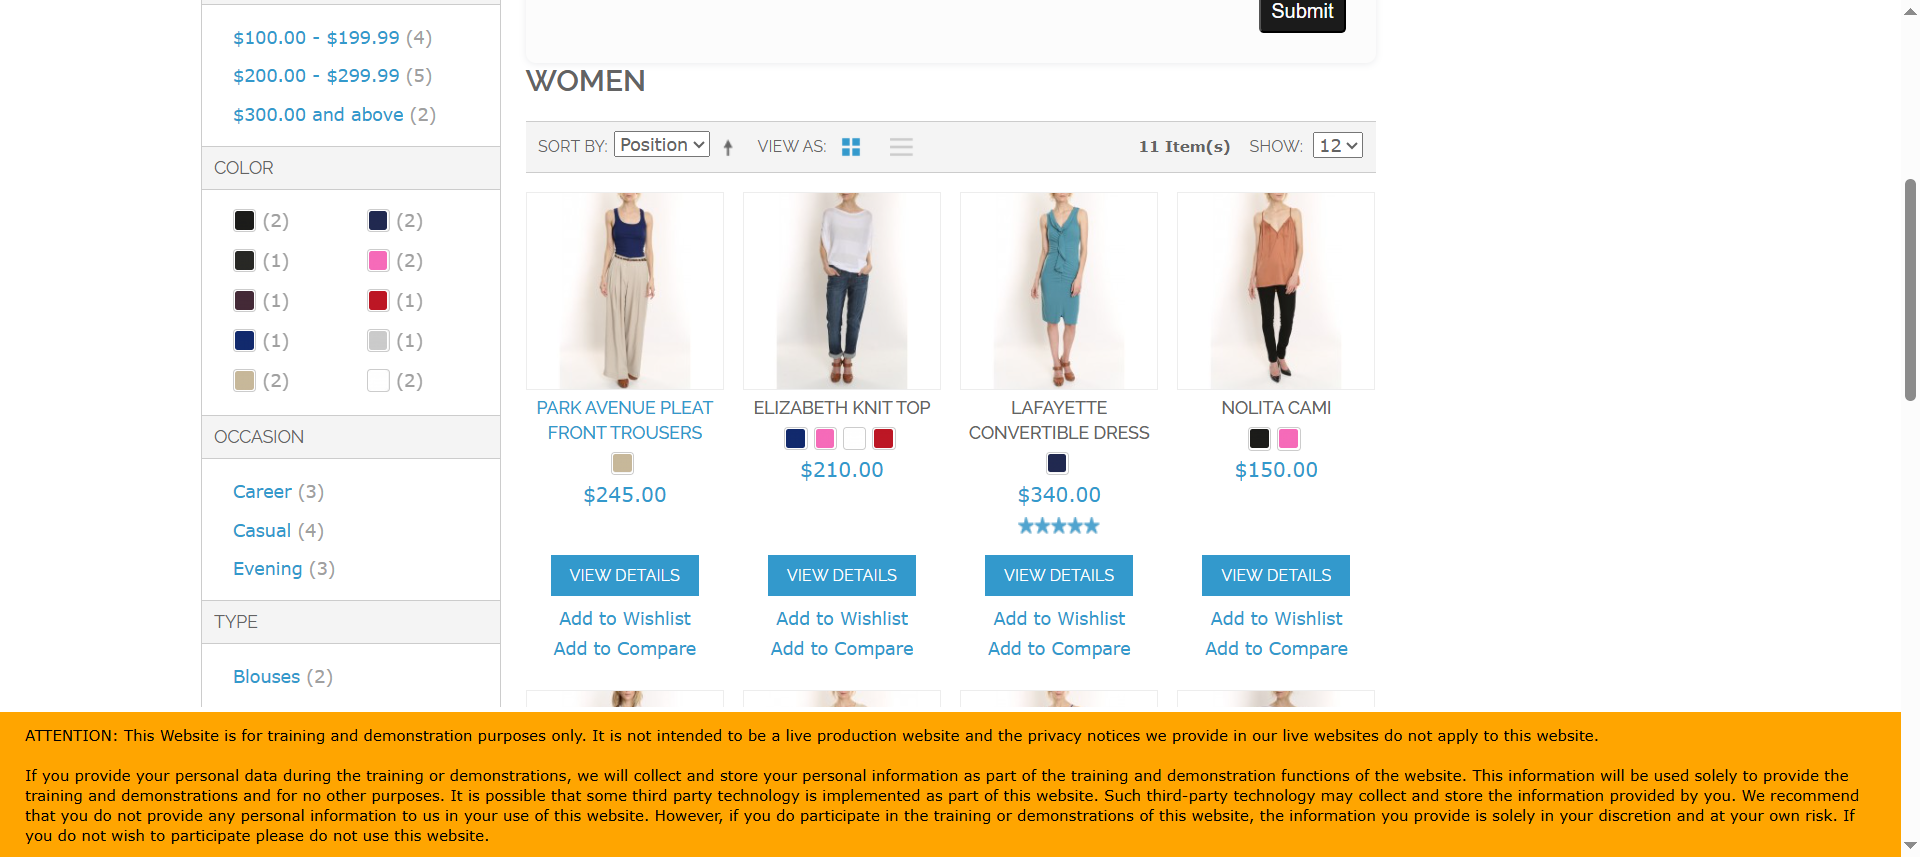 $100.00 - $199.99 (4)
$200.00 - $299.99 (5)
$300.00 and above (2)
COLOR
(2)
(2)
(1)
(2)
(1)
(1)
(1)
(1)
(2)
(2)
OCCASION
Career (3)
Casual (4)
Evening (3)
TYPE
Blouses (2)
Submit
WOMEN
SORT BY: Position VIEW AS: 11 Item(s) SHOW: 12
PARK AVENUE PLEAT
FRONT TROUSERS
$245.00
VIEW DETAILS
Add to Wishlist
Add to Compare
ELIZABETH KNIT TOP
$210.00
VIEW DETAILS
Add to Wishlist
Add to Compare
LAFAYETTE
CONVERTIBLE DRESS
$340.00
VIEW DETAILS
Add to Wishlist
Add to Compare
NOLITA CAMI
$150.00
VIEW DETAILS
Add to Wishlist
Add to Compare
ATTENTION: This Website is for training and demonstration purposes only. It is not intended to be a live production website and the privacy notices we provide in our live websites do not apply to this website.
If you provide your personal data during the training or demonstrations, we will collect and store your personal information as part of the training and demonstration functions of the website. This information will be used solely to provide the
training and demonstrations and for no other purposes. It is possible that some third party technology is implemented as part of this website. Such third-party technology may collect and store the information provided by you. We recommend
that you do not provide any personal information to us in your use of this website. However, if you do participate in the training or demonstrations of this website, the information you provide is solely in your discretion and at your own risk. If
you do not wish to participate please do not use this website.